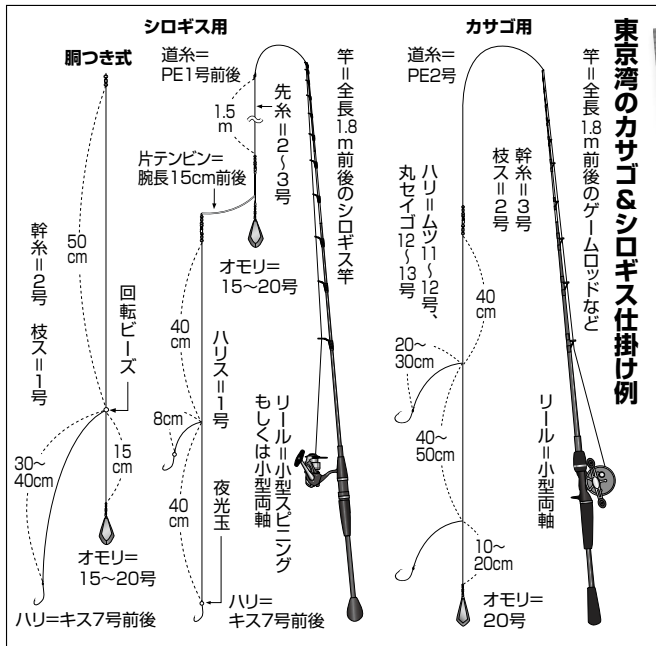 東京湾のカサゴ&シロギス仕掛け例
カサゴ用
道糸=
PE2号
竿=全長1.8m前後のゲームロッドなど
幹糸=3号
枝ス=2号
ハリ=ムツ11〜12号、
丸セイゴ12〜13号
40
cm
20〜
30cm
40〜
50cm
10〜
20cm
リール=小型両軸
オモリ=
20号
シロギス用
道糸=
PE1号前後
竿=全長1.8m前後のシロギス竿
先糸=2〜3号
1.5
m
片テンビン=
腕長15cm前後
オモリ=
15〜20号
40
cm
ハリス=1号
8cm
40
cm
夜光玉
リール=小型スピニング
もしくは小型両軸
ハリ=
キス7号前後
胴つき式
50
cm
幹糸=2号 枝ス=1号
回転ビーズ
30〜
40cm
15
cm
オモリ=
15〜20号
ハリ=キス7号前後